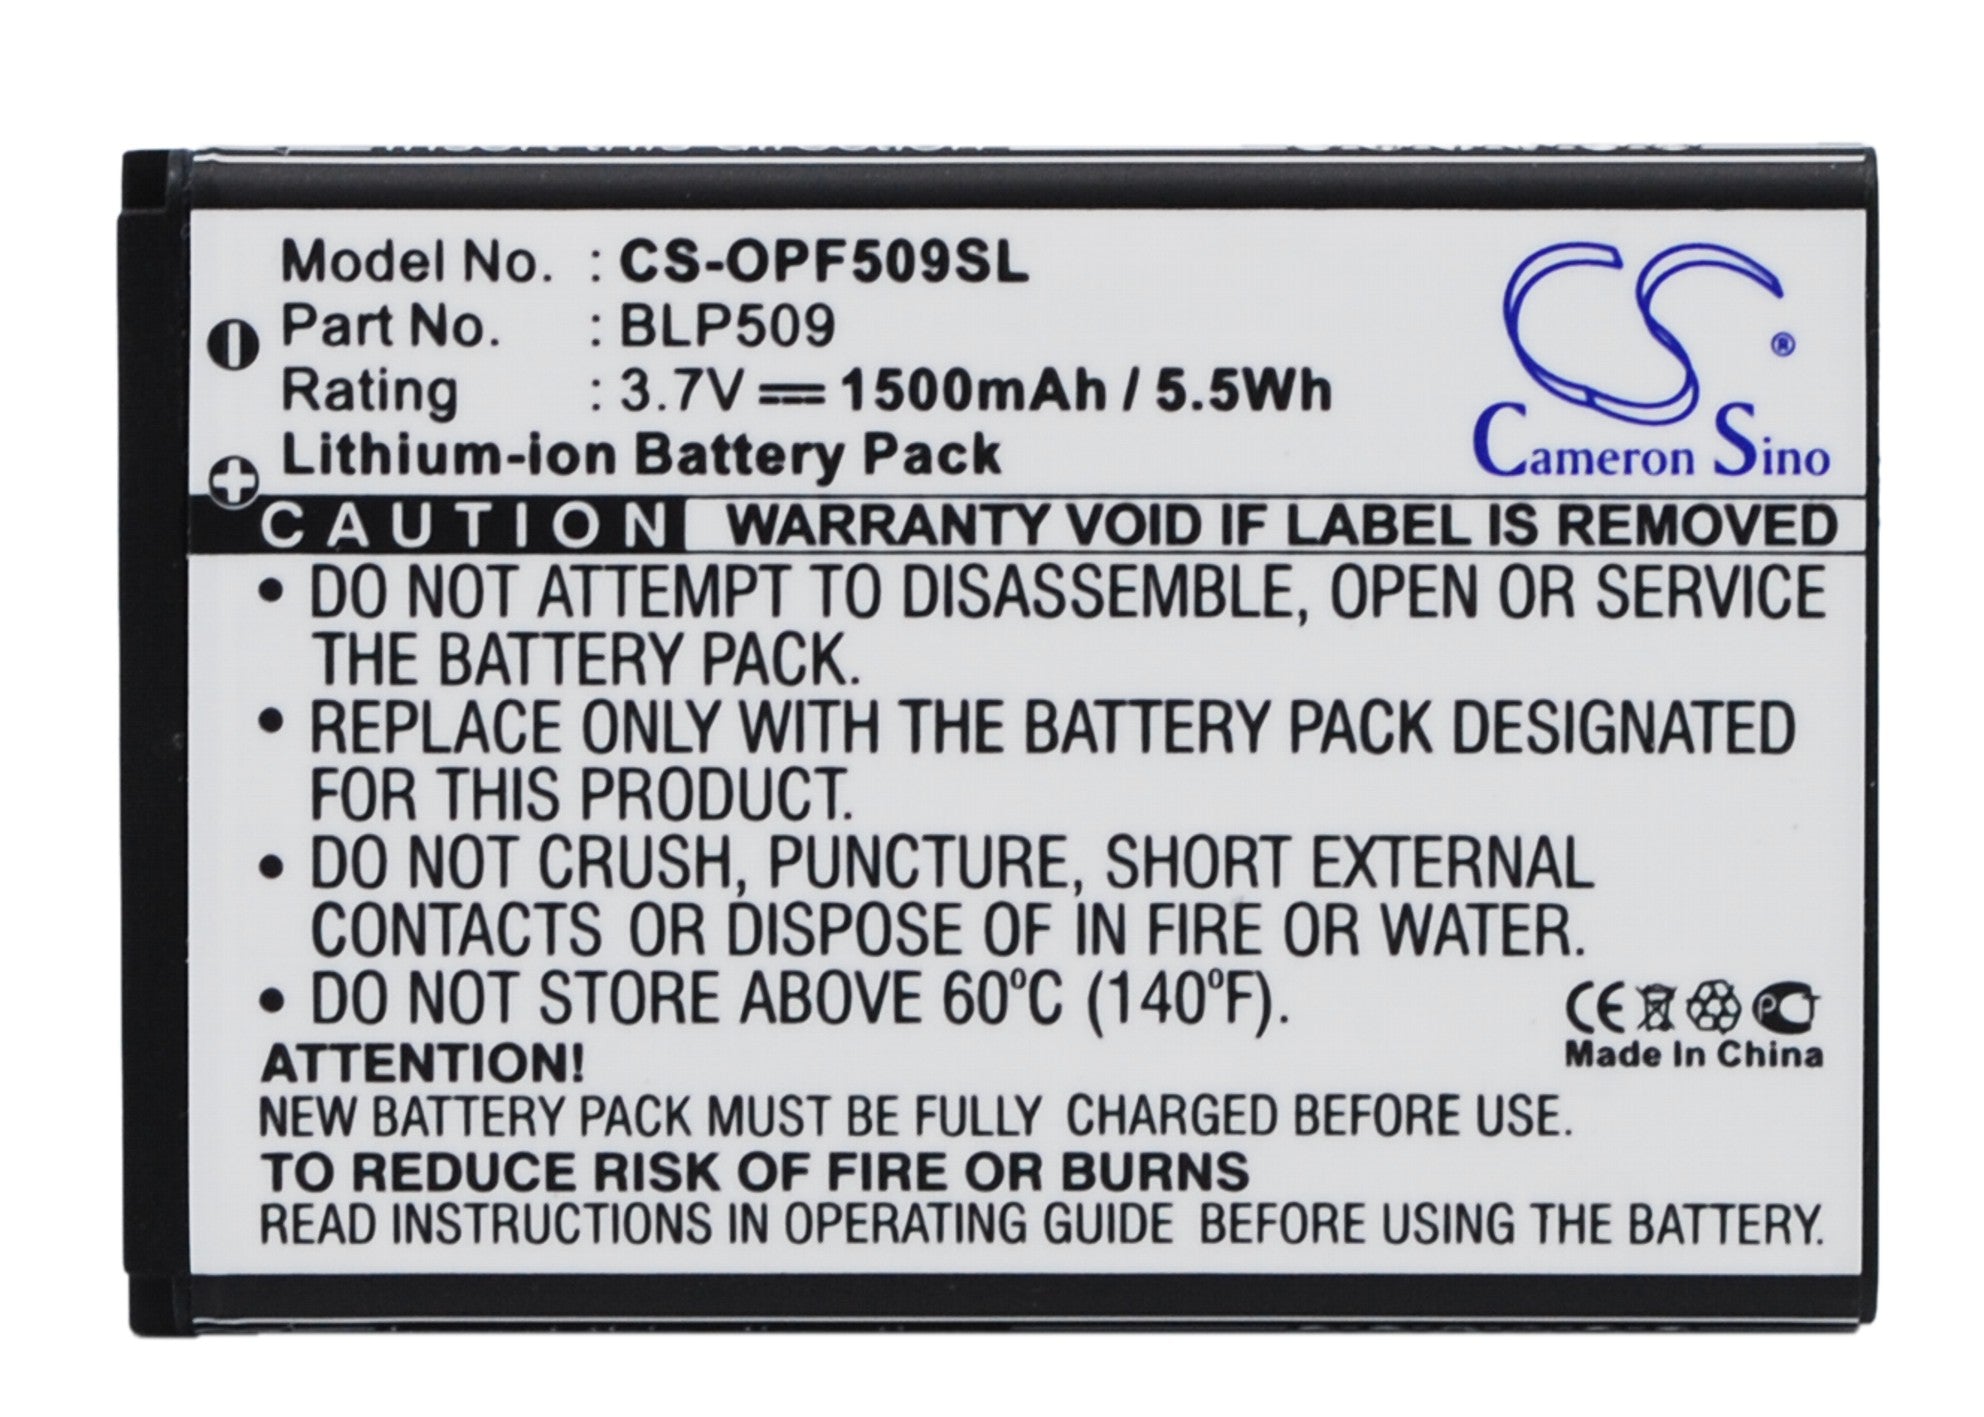 Model No. : CS-OPF509SL
Part No. : BLP509
Rating : 3.7V 1500mAh / 5.5Wh
Lithium-ion Battery Pack
CS ®
Cameron Sino
CAUTION WARRANTY VOID IF LABEL IS REMOVED
• DO NOT ATTEMPT TO DISASSEMBLE, OPEN OR SERVICE
THE BATTERY PACK.
• REPLACE ONLY WITH THE BATTERY PACK DESIGNATED
FOR THIS PRODUCT.
• DO NOT CRUSH, PUNCTURE, SHORT EXTERNAL
CONTACTS OR DISPOSE OF IN FIRE OR WATER.
• DO NOT STORE ABOVE 60°C (140°F).
CE PCT
Made In China
ATTENTION!
NEW BATTERY PACK MUST BE FULLY CHARGED BEFORE USE.
TO REDUCE RISK OF FIRE OR BURNS
READ INSTRUCTIONS IN OPERATING GUIDE BEFORE USING THE BATTERY.